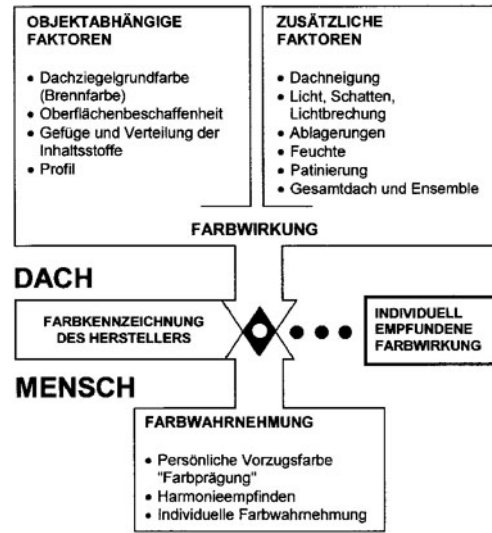 OBJEKTABHÄNGIGE
FAKTOREN
• Dachziegelgrundfarbe
(Brennfarbe)
• Oberflächenbeschaffenheit
• Gefüge und Verteilung der
Inhaltsstoffe
• Profil
ZUSÄTZLICHE
FAKTOREN
• Dachneigung
• Licht, Schatten,
Lichtbrechung
• Ablagerungen
• Feuchte
• Patinierung
• Gesamtdach und Ensemble
FARBWIRKUNG
DACH
FARBKENNZEICHNUNG
DES HERSTELLERS
INDIVIDUELL
EMPFUNDENE
FARBWIRKUNG
MENSCH
FARBWAHRNEHMUNG
• Persönliche Vorzugsfarbe
"Farbprägung"
• Harmonieempfinden
• Individuelle Farbwahrnehmung